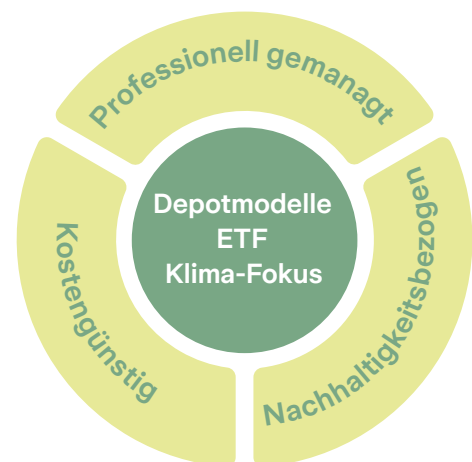 Professionell gemanagt
Depotmodelle
ETF
Klima-Fokus
Kostengünstig
Nachhaltigkeitsbezogen